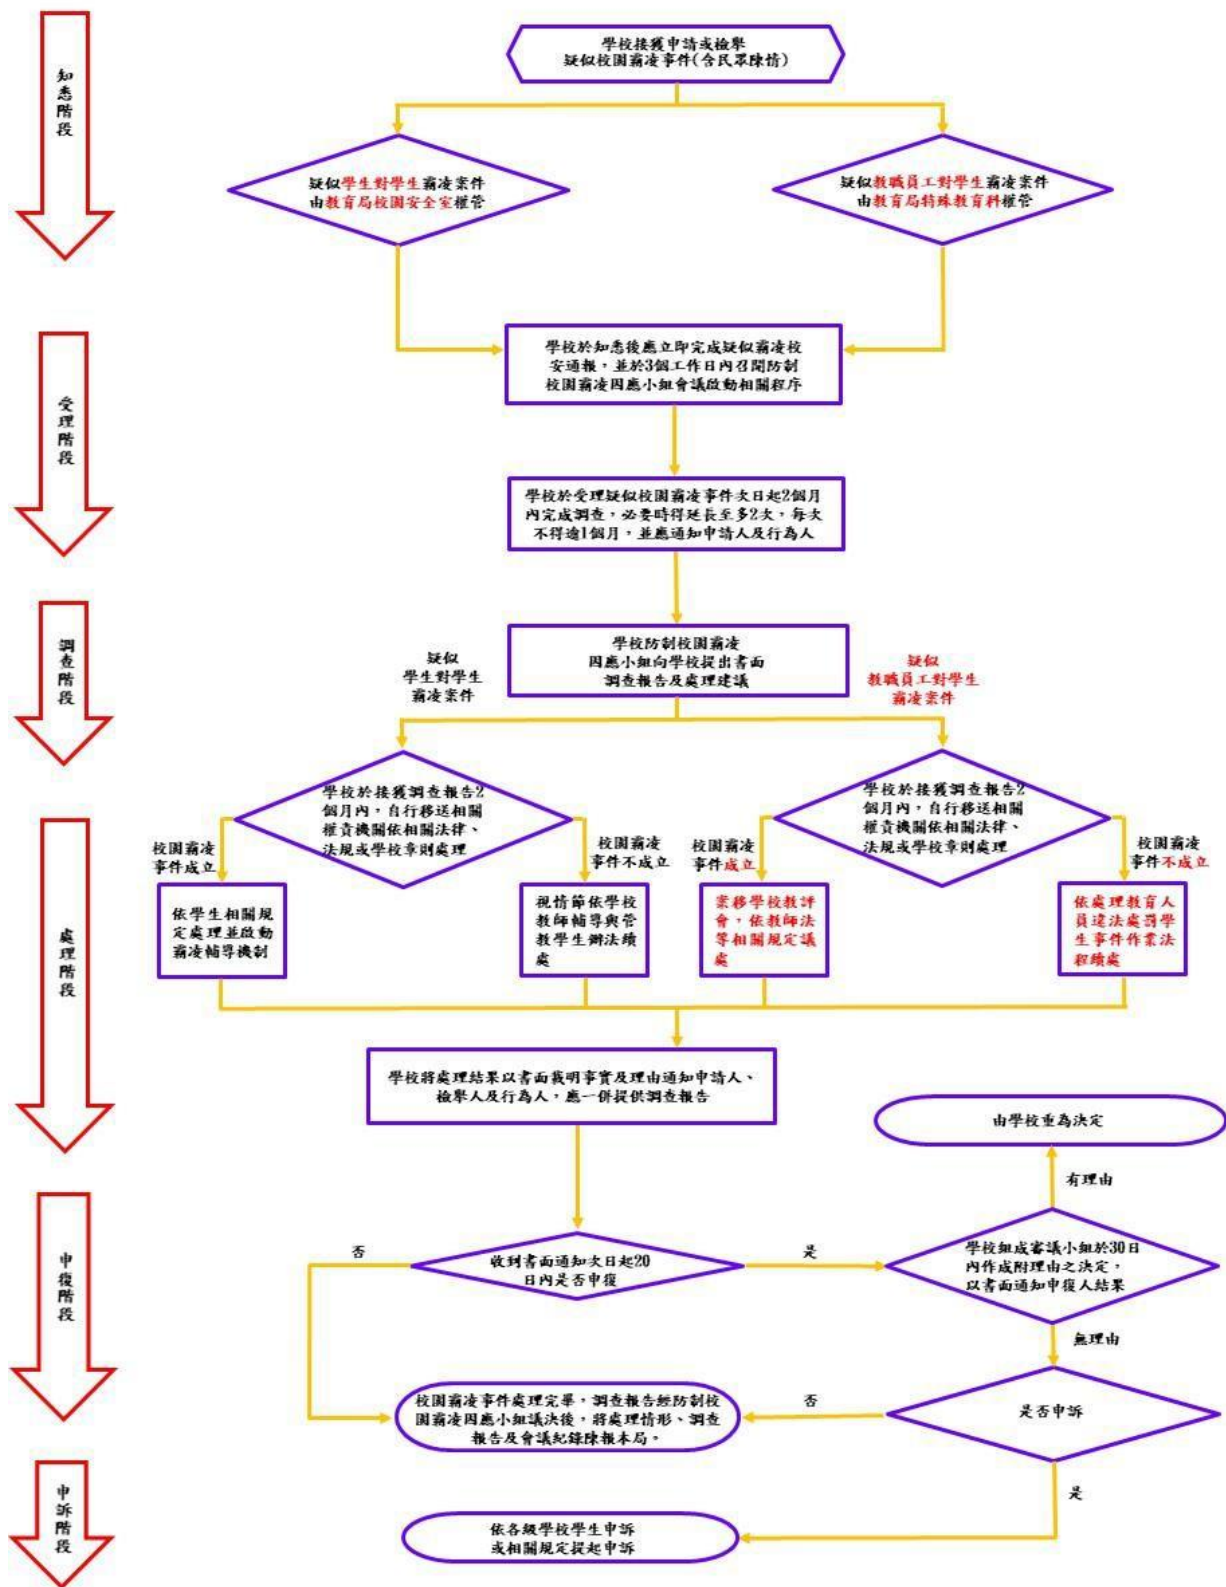 知悉階段
學校接獲申請或檢舉
疑似校園霸凌事件(含民眾陳情)
疑似學生對學生霸凌案件
由教育局校園安全室權管
疑似教職員工對學生霸凌案件
由教育局特殊教育科權管
受理階段
學校於知悉後應立即完成疑似霸凌校
安通報，並於3個工作日內召開防制
校園霸凌因應小組會議啟動相關程序
學校於受理疑似校園霸凌事件次日起2個月
內完成調查，必要時得延長至多2次，每次
不得逾1個月，並應通知申請人及行為人
調查階段
學校防制校園霸凌
因應小組向學校提出書面
調查報告及處理建議
疑似
學生對學生
霸凌案件
疑似
教職員工對學生
霸凌案件
處理階段
學校於接獲調查報告2
個月內，自行移送相關
權責機關依相關法律、
法規或學校章則處理
學校於接獲調查報告2
個月內，自行移送相關
權責機關依相關法律、
法規或學校章則處理
校園霸凌
事件成立
校園霸凌
事件不成立
校園霸凌
事件成立
校園霸凌
事件不成立
依學生相關規
定處理並啟動
霸凌輔導機制
視情節依學校
教師輔導與管
教學生辦法續
處
案移學校教評
會，依教師法
等相關規定議
處
依處理教育人
員違法處罰學
生事件作業法
程續處
學校將處理結果以書面載明事實及理由通知申請人、
檢舉人及行為人，應一併提供調查報告
由學校重為決定
有理由
申復階段
否
收到書面通知次日起20
日內是否申復
是
學校組成審議小組於30日
內作成附理由之決定，
以書面通知申復人結果
無理由
校園霸凌事件處理完畢，調查報告經防制校
園霸凌因應小組議決後，將處理情形、調查
報告及會議紀錄陳報本局。
否
是否申訴
是
申訴階段
依各級學校學生申訴
或相關規定提起申訴